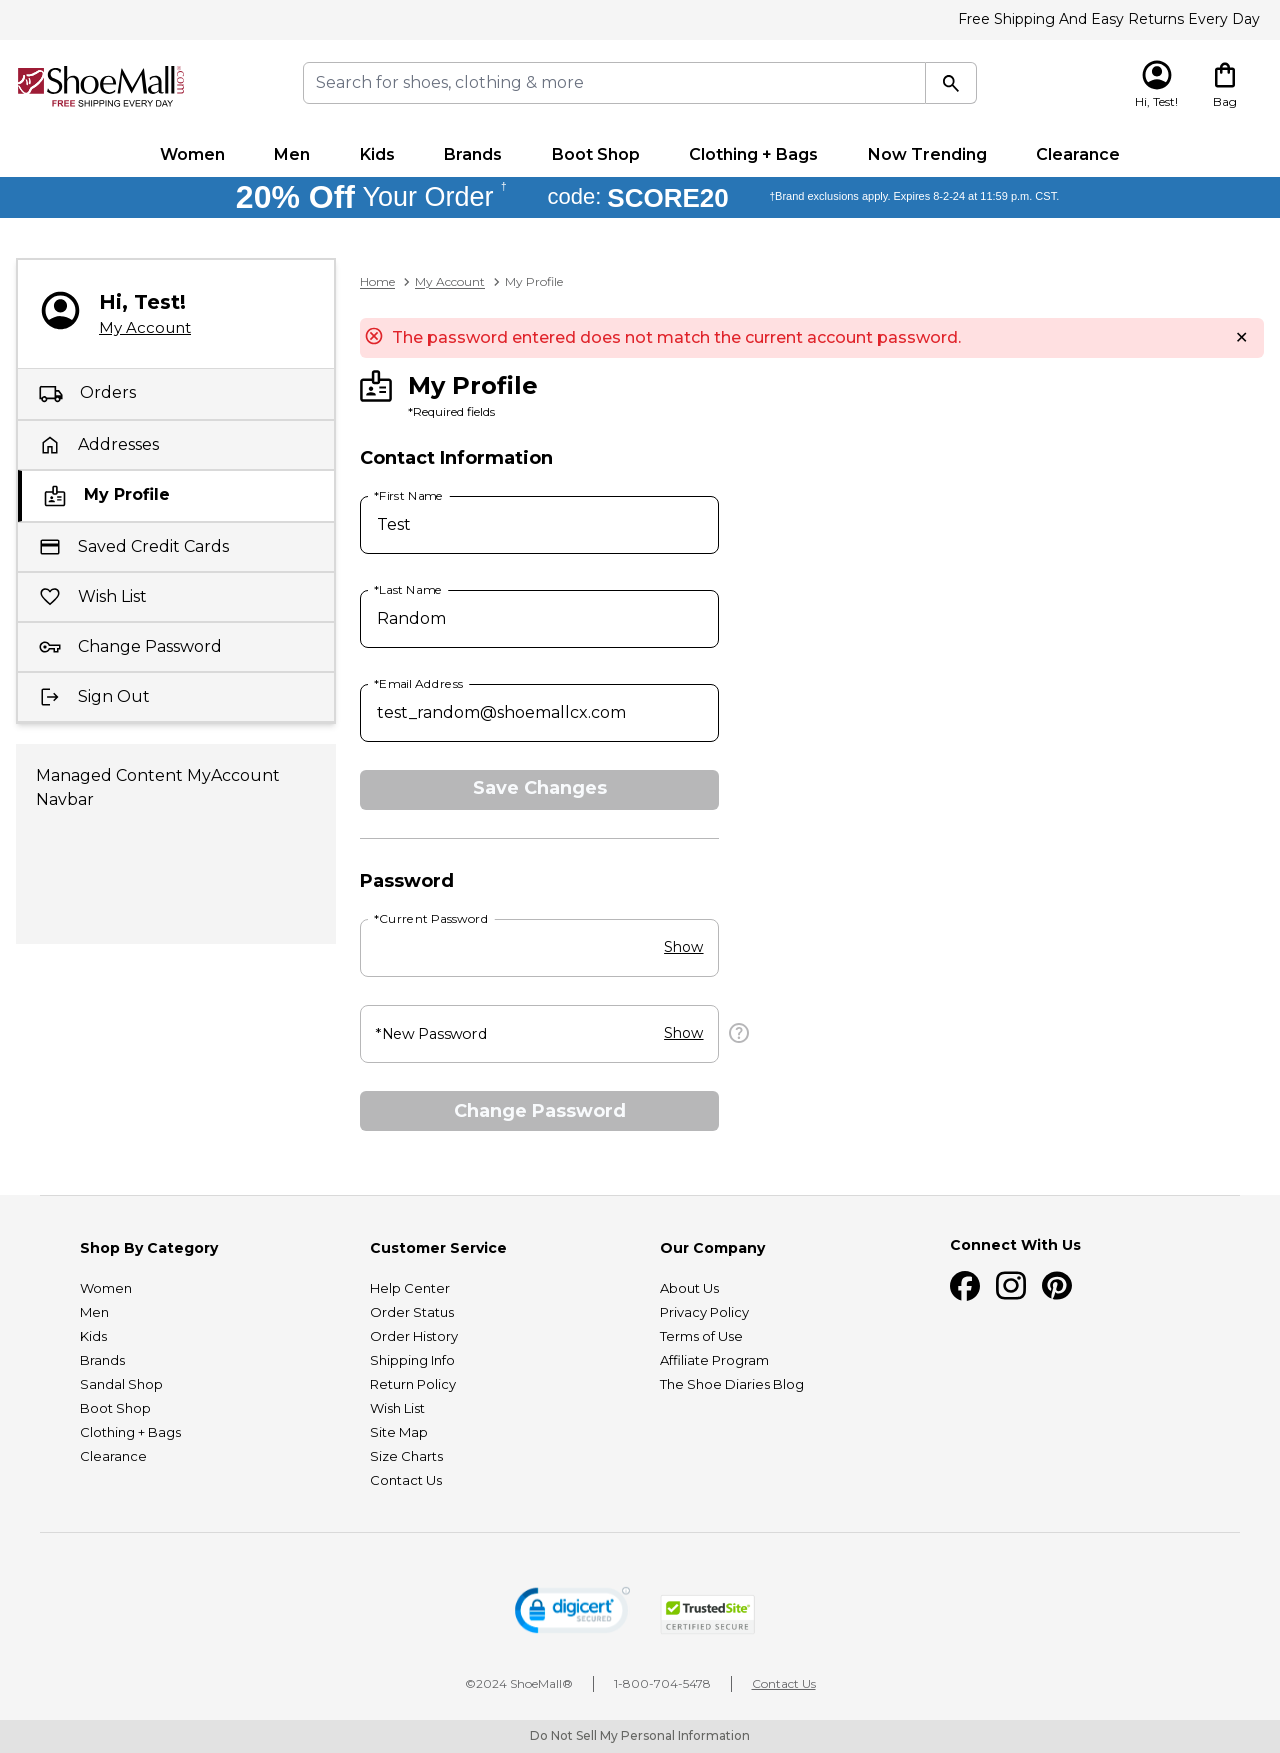 Free Shipping And Easy Returns Every Day
ShoeMall®.com
FREE SHIPPING EVERY DAY
Search for shoes, clothing & more
Hi, Test!
Bag
Women Men Kids Brands Boot Shop Clothing + Bags Now Trending Clearance
20% Off Your Order † code: SCORE20 †Brand exclusions apply. Expires 8-2-24 at 11:59 p.m. CST.
Hi, Test!
My Account
Orders
Addresses
My Profile
Saved Credit Cards
Wish List
Change Password
Sign Out
Managed Content MyAccount
Navbar
Home My Account My Profile
The password entered does not match the current account password.
My Profile
*Required fields
Contact Information
*First Name
Test
*Last Name
Random
*Email Address
test_random@shoemallcx.com
Save Changes
Password
*Current Password
Show
*New Password Show
Change Password
Shop By Category
Women
Men
Kids
Brands
Sandal Shop
Boot Shop
Clothing + Bags
Clearance
Customer Service
Help Center
Order Status
Order History
Shipping Info
Return Policy
Wish List
Site Map
Size Charts
Contact Us
Our Company
About Us
Privacy Policy
Terms of Use
Affiliate Program
The Shoe Diaries Blog
Connect With Us
digicert
SECURED
TrustedSite
CERTIFIED SECURE
©2024 ShoeMall® 1-800-704-5478 Contact Us
Do Not Sell My Personal Information